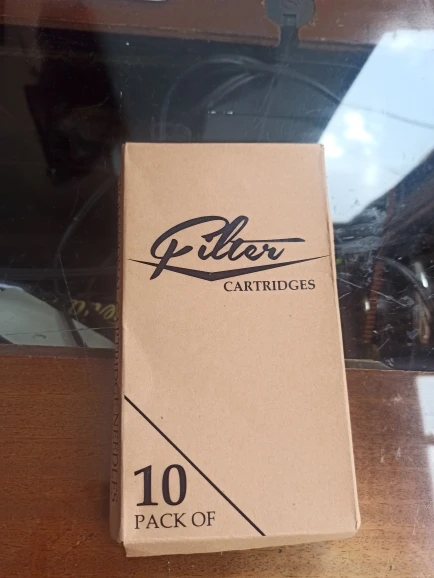 Filter
CARTRIDGES
10
PACK OF